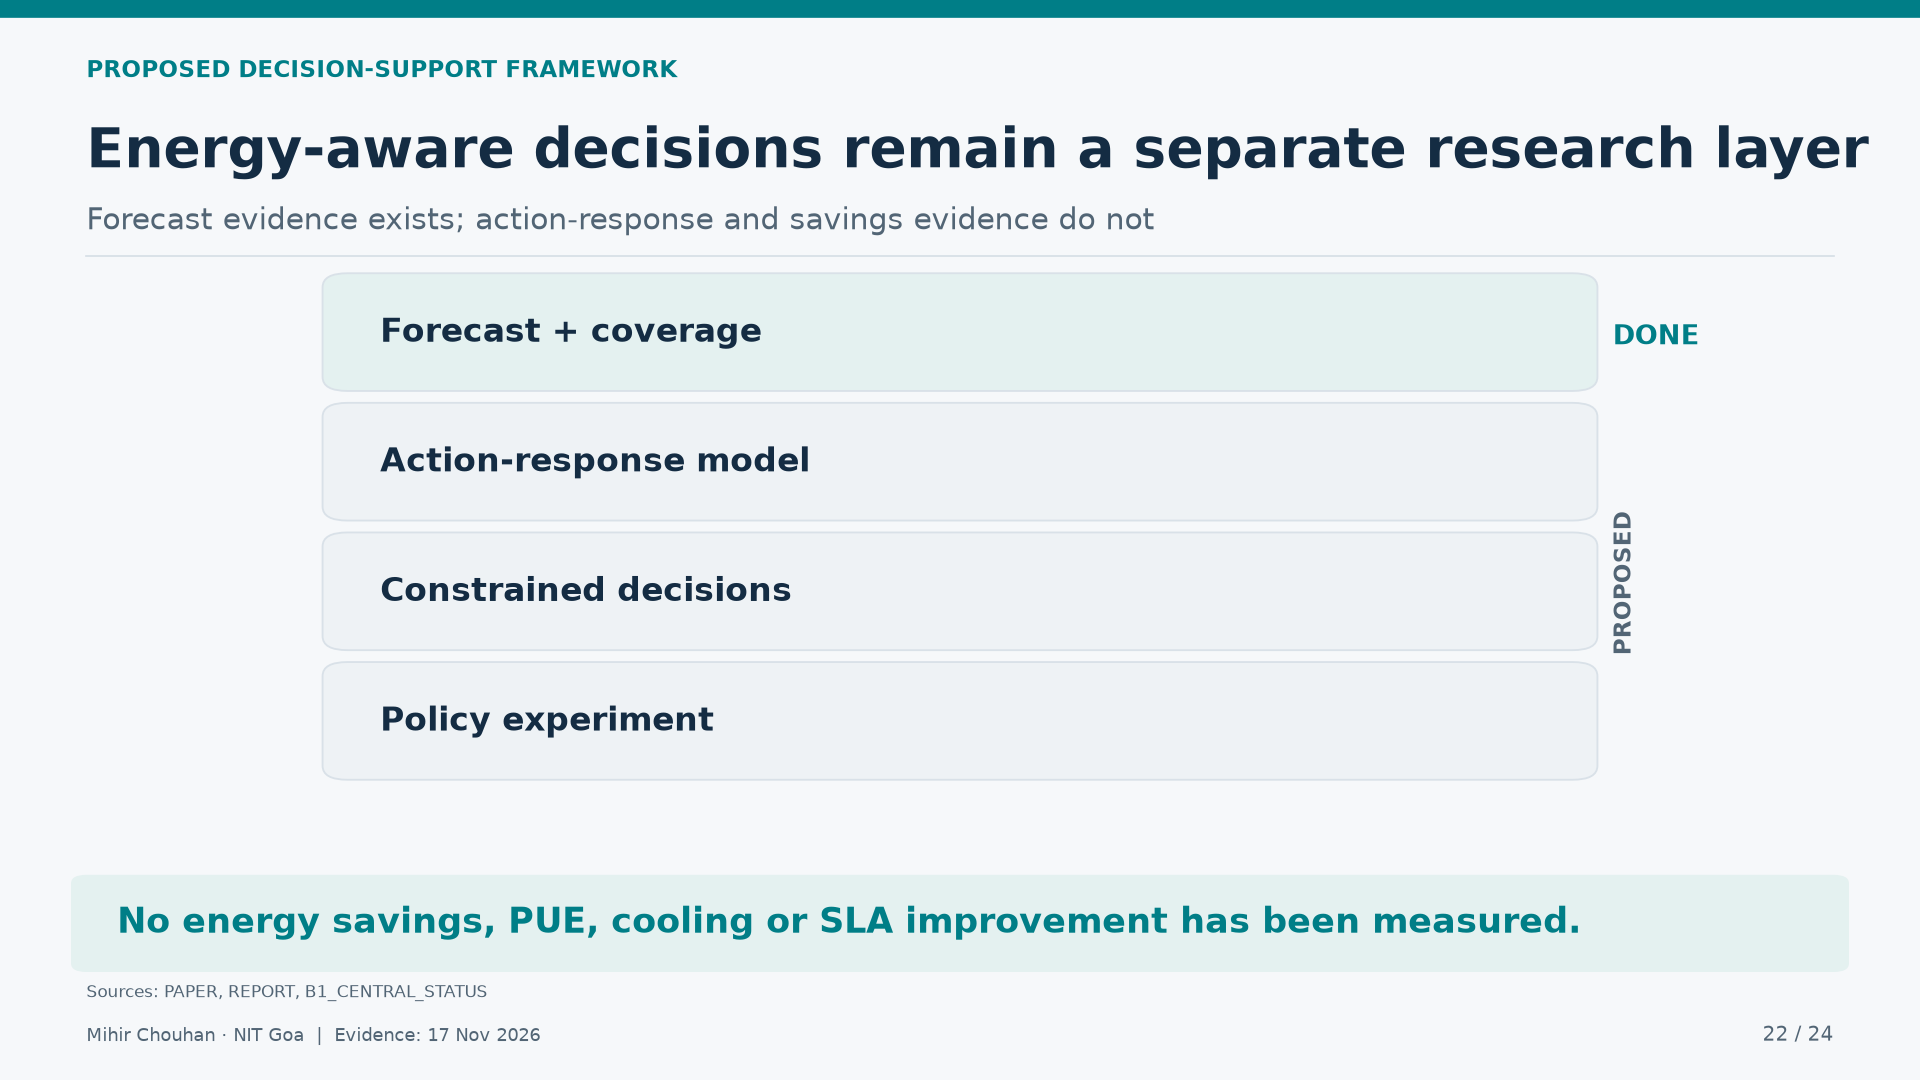 PROPOSED DECISION-SUPPORT FRAMEWORK
Energy-aware decisions remain a separate research layer
Forecast evidence exists; action-response and savings evidence do not
Forecast + coverage
DONE
Action-response model
Constrained decisions
PROPOSED
Policy experiment
No energy savings, PUE, cooling or SLA improvement has been measured.
Sources: PAPER, REPORT, B1_CENTRAL_STATUS
Mihir Chouhan · NIT Goa | Evidence: 17 Nov 2026
22 / 24